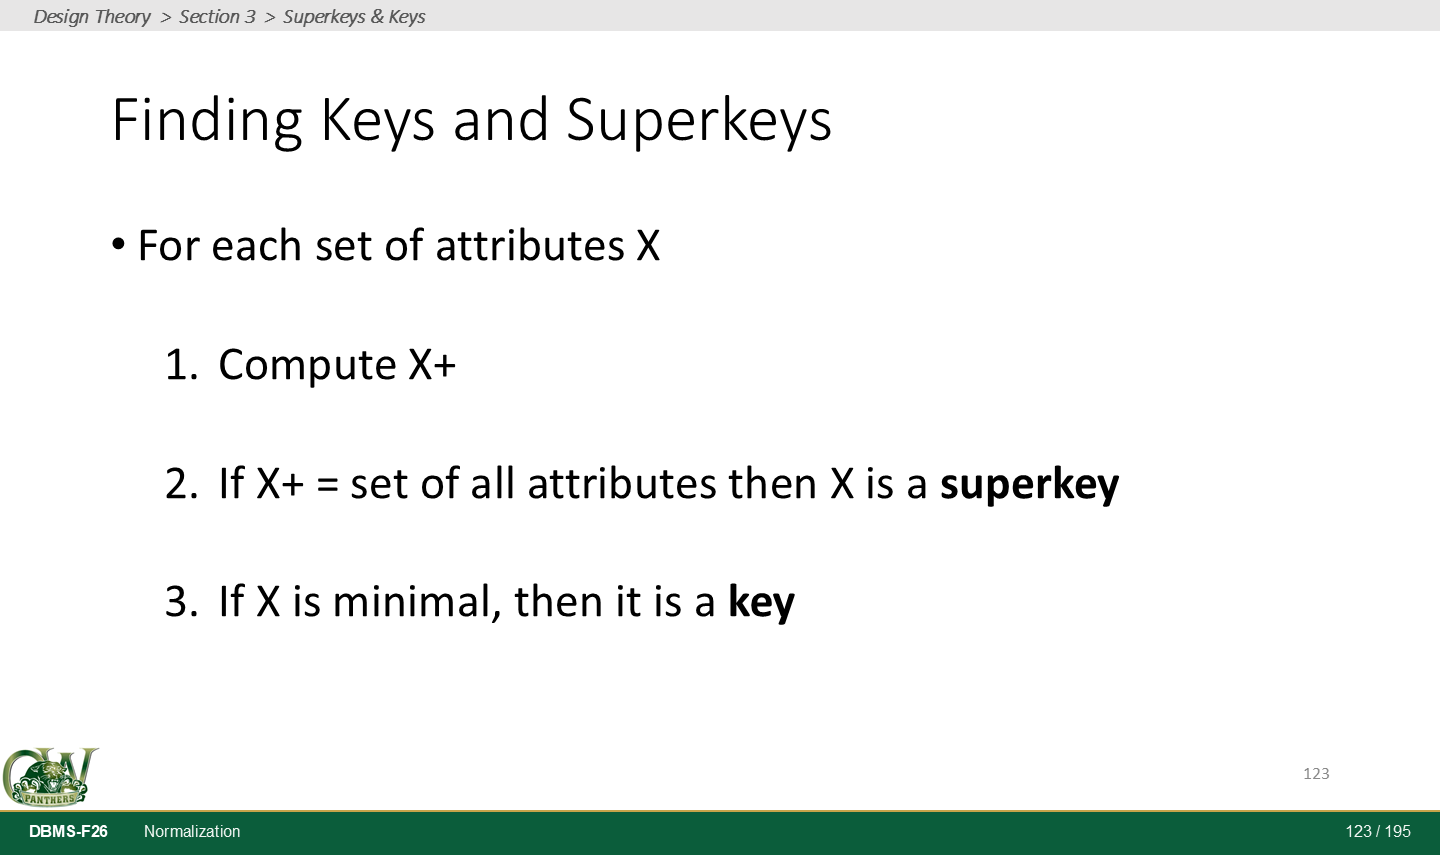 Design Theory > Section 3 > Superkeys & Keys
Finding Keys and Superkeys
• For each set of attributes X
1. Compute X+
2. If X+ = set of all attributes then X is a superkey
3. If X is minimal, then it is a key
PANTHERS
123
DBMS-F26 Normalization 123 / 195